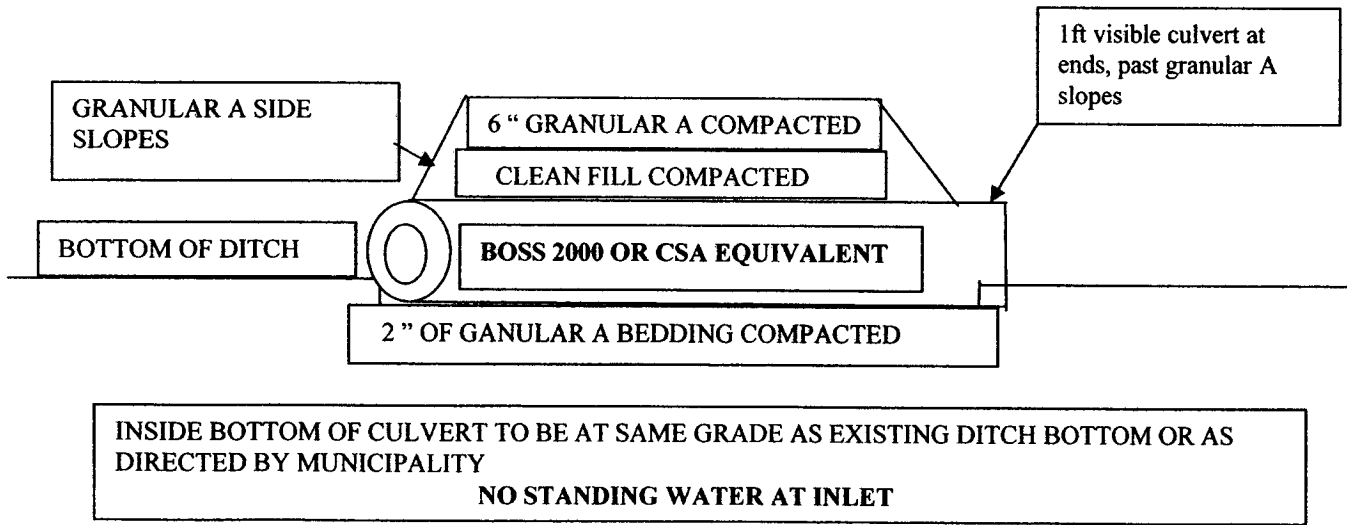 1ft visible culvert at
ends, past granular A
slopes
GRANULAR A SIDE
SLOPES
6 “ GRANULAR A COMPACTED
CLEAN FILL COMPACTED
BOTTOM OF DITCH
BOSS 2000 OR CSA EQUIVALENT
2 ” OF GANULAR A BEDDING COMPACTED
INSIDE BOTTOM OF CULVERT TO BE AT SAME GRADE AS EXISTING DITCH BOTTOM OR AS
DIRECTED BY MUNICIPALITY
NO STANDING WATER AT INLET